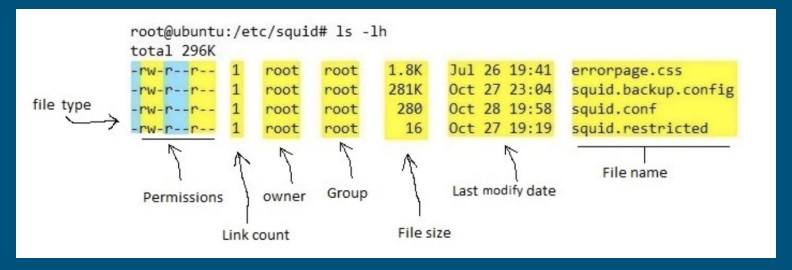 root@ubuntu:/etc/squid# ls -lh
total 296K
-rw-r--r-- 1 root root 1.8K Jul 26 19:41 errorpage.css
-rw-r--r-- 1 root root 281K Oct 27 23:04 squid.backup.config
-rw-r--r-- 1 root root 280 Oct 28 19:58 squid.conf
-rw-r--r-- 1 root root 16 Oct 27 19:19 squid.restricted
file type
Permissions
Link count
owner
Group
File size
Last modify date
File name